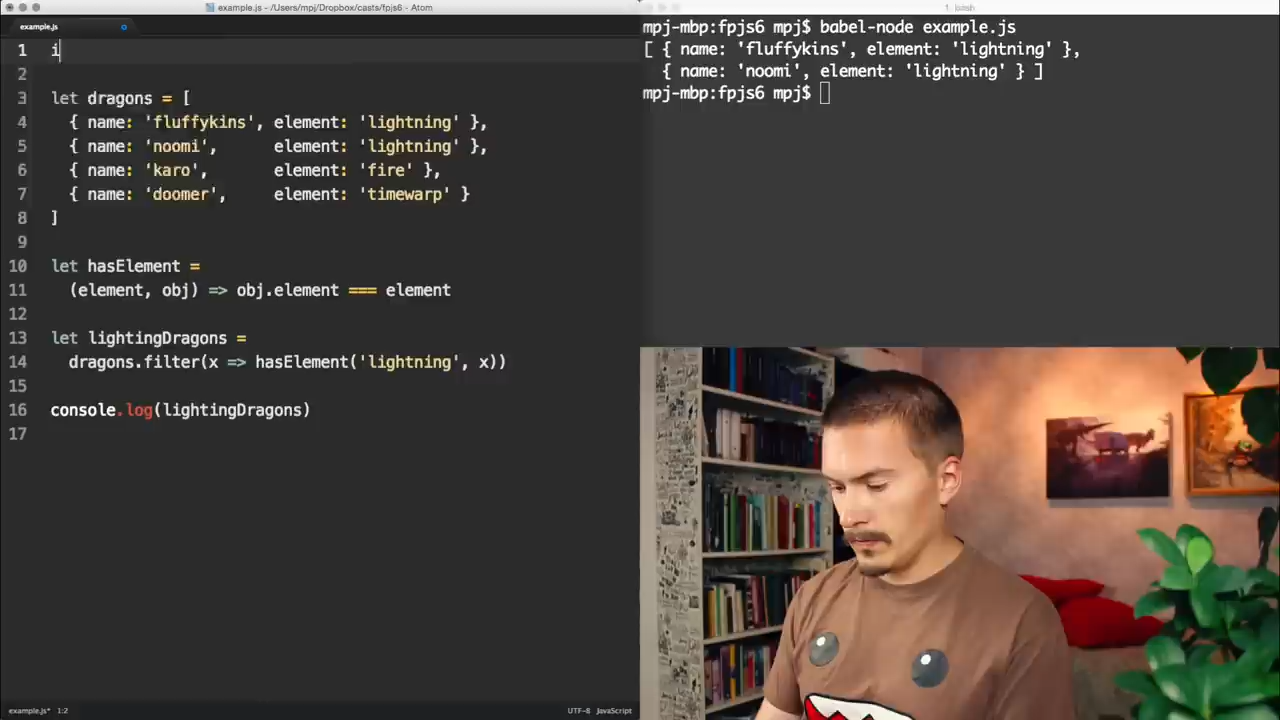 example.js - /Users/mpj/Dropbox/casts/fpjs6 - Atom
example.js
1 i
2
3 let dragons = [
4 { name: 'fluffykins', element: 'lightning' },
5 { name: 'noomi', element: 'lightning' },
6 { name: 'karo', element: 'fire' },
7 { name: 'doomer', element: 'timewarp' }
8 ]
9
10 let hasElement =
11 (element, obj) => obj.element === element
12
13 let lightingDragons =
14 dragons.filter(x => hasElement('lightning', x))
15
16 console.log(lightingDragons)
17
example.js* 1:2
UTF-8 JavaScript
1. bash
mpj-mbp:fpjs6 mpj$ babel-node example.js
[ { name: 'fluffykins', element: 'lightning' },
{ name: 'noomi', element: 'lightning' } ]
mpj-mbp:fpjs6 mpj$